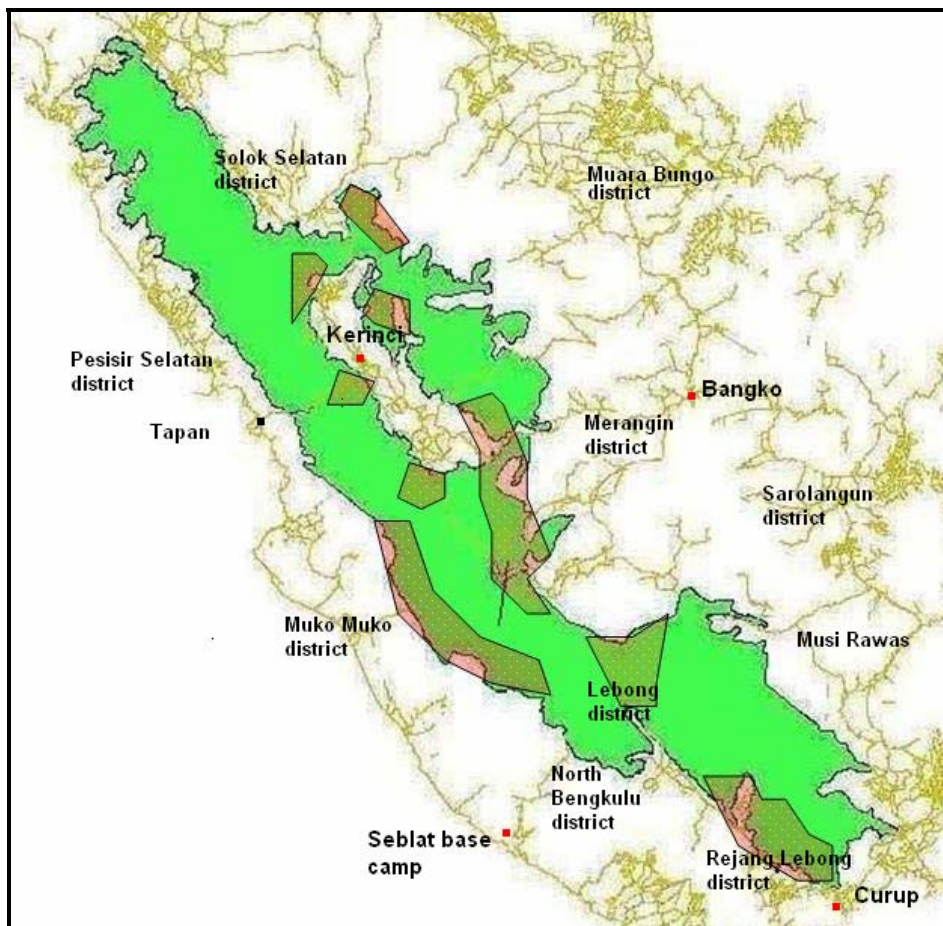 Solok Selatan
district
Muara Bungo
district
Kerinci
Pesisir Selatan
district
Bangko
Tapan
Merangin
district
Sarolangun
district
Muko Muko
district
Musi Rawas
Lebong
district
North
Bengkulu
district
Seblat base
camp
Rejang Lebong
district
Curup